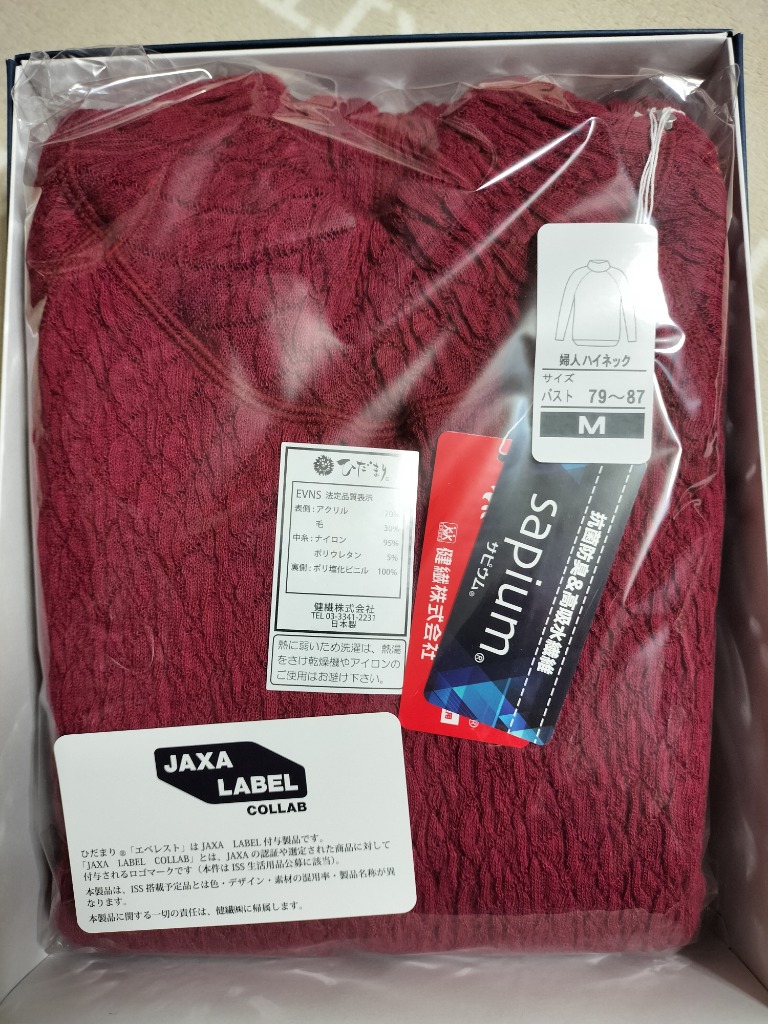 婦人ハイネック
サイズ
バスト 79〜87
M
ひだまり®
EVNS 法定品質表示
表側:アクリル
毛 30%
中糸:ナイロン 95%
ポリウレタン 5%
裏側:ポリ塩化ビニル 100%
健繊株式会社
TEL 03-3341-2231
日本製
熱に弱いため洗濯は、熱湯
をさけ乾燥機やアイロンの
ご使用はお避け下さい。
健繊株式会社
sapium®
サピウム®
抗菌防臭&高吸水繊維
JAXA
LABEL
COLLAB
ひだまり®「エベレスト」は JAXA LABEL 付与製品です。
「JAXA LABEL COLLAB」とは、JAXAの認証や選定された商品に対して
付与されるロゴマークです(本件は ISS 生活用品公募に該当)。
本製品は、ISS 搭載予定品とは色・デザイン・素材の混用率・製品名称が異
なります。
本製品に関する一切の責任は、健繊㈱に帰属します。